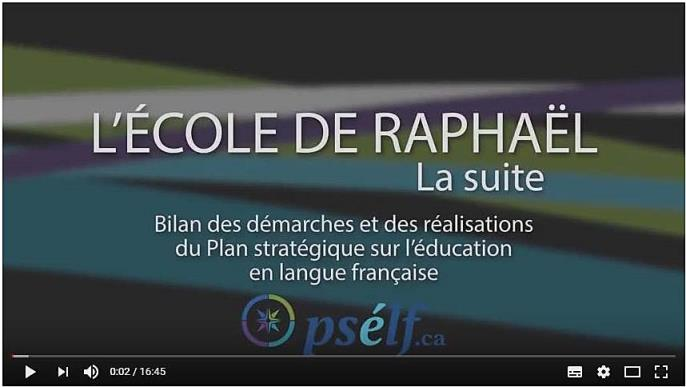 L'ÉCOLE DE RAPHAËL
La suite
Bilan des démarches et des réalisations
du Plan stratégique sur l'éducation
en langue française
psélf.ca
0:02 / 16:45